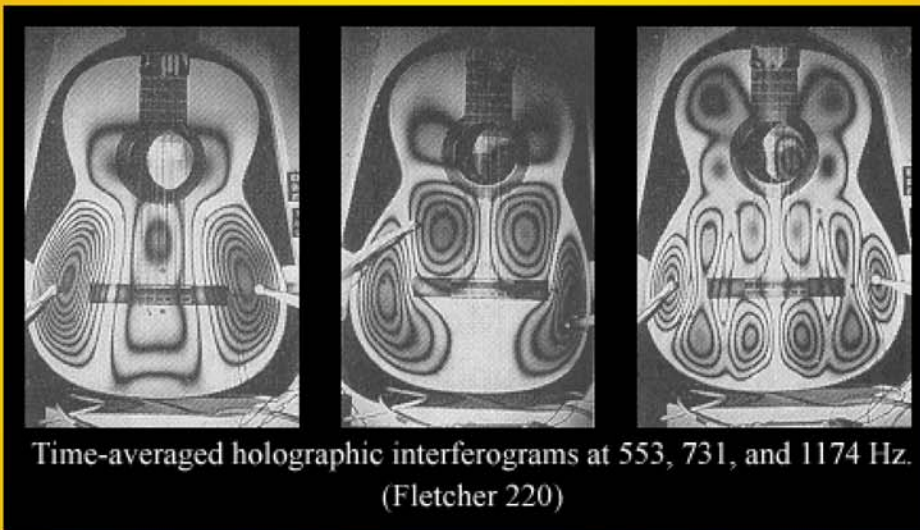 Time-averaged holographic interferograms at 553, 731, and 1174 Hz.
(Fletcher 220)